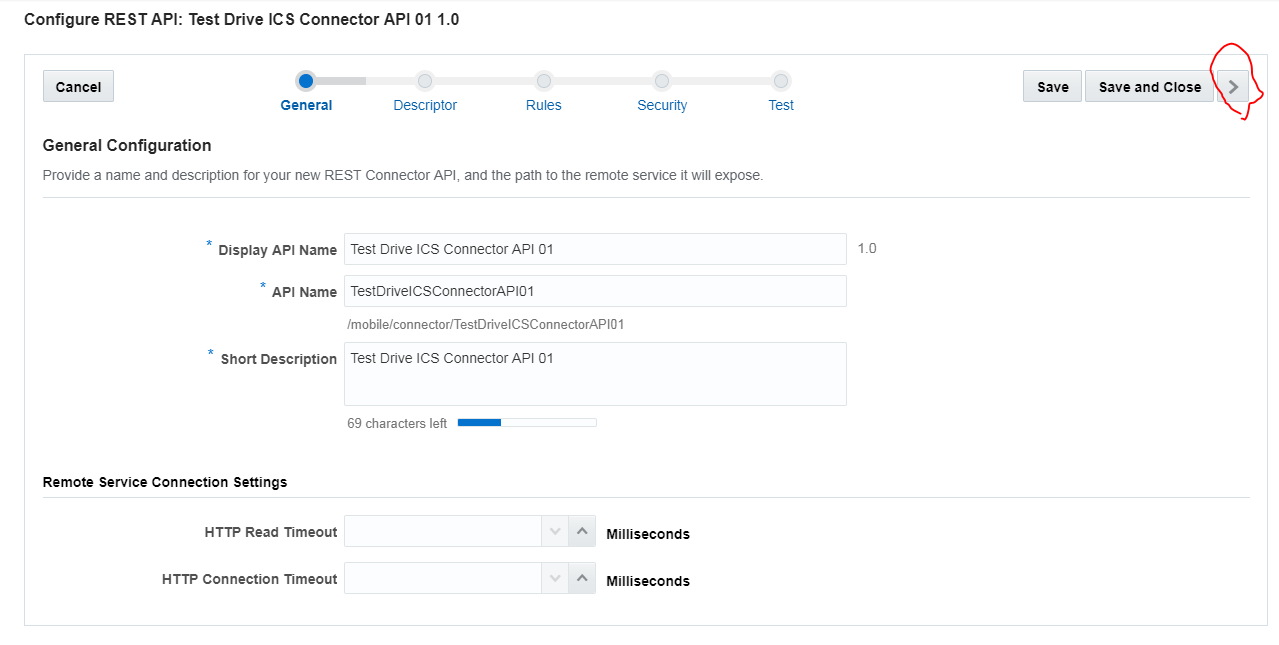 Configure REST API: Test Drive ICS Connector API 01 1.0
Cancel
General Descriptor Rules Security Test
Save Save and Close
General Configuration
Provide a name and description for your new REST Connector API, and the path to the remote service it will expose.
* Display API Name Test Drive ICS Connector API 01 1.0
* API Name TestDriveICSConnectorAPI01
/mobile/connector/TestDriveICSConnectorAPI01
* Short Description Test Drive ICS Connector API 01
69 characters left
Remote Service Connection Settings
HTTP Read Timeout Milliseconds
HTTP Connection Timeout Milliseconds